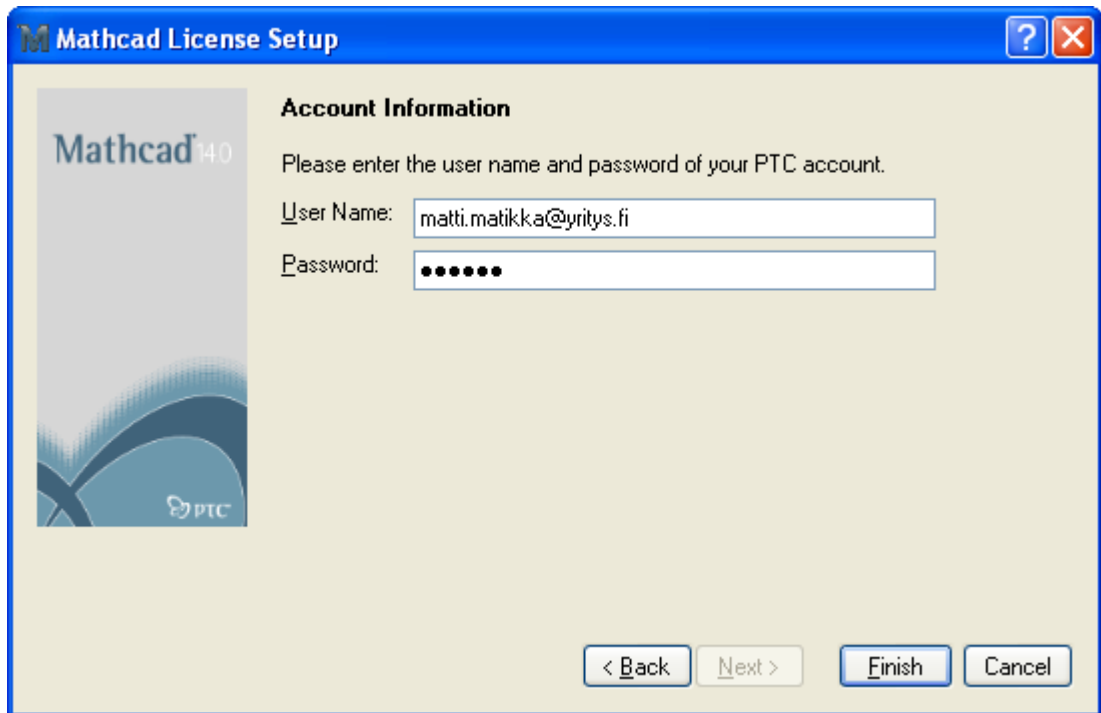 Mathcad License Setup
Account Information
Mathcad 14.0
Please enter the user name and password of your PTC account.
User Name: matti.matikka@yritys.fi
Password: ••••••
PTC
< Back Next > Finish Cancel